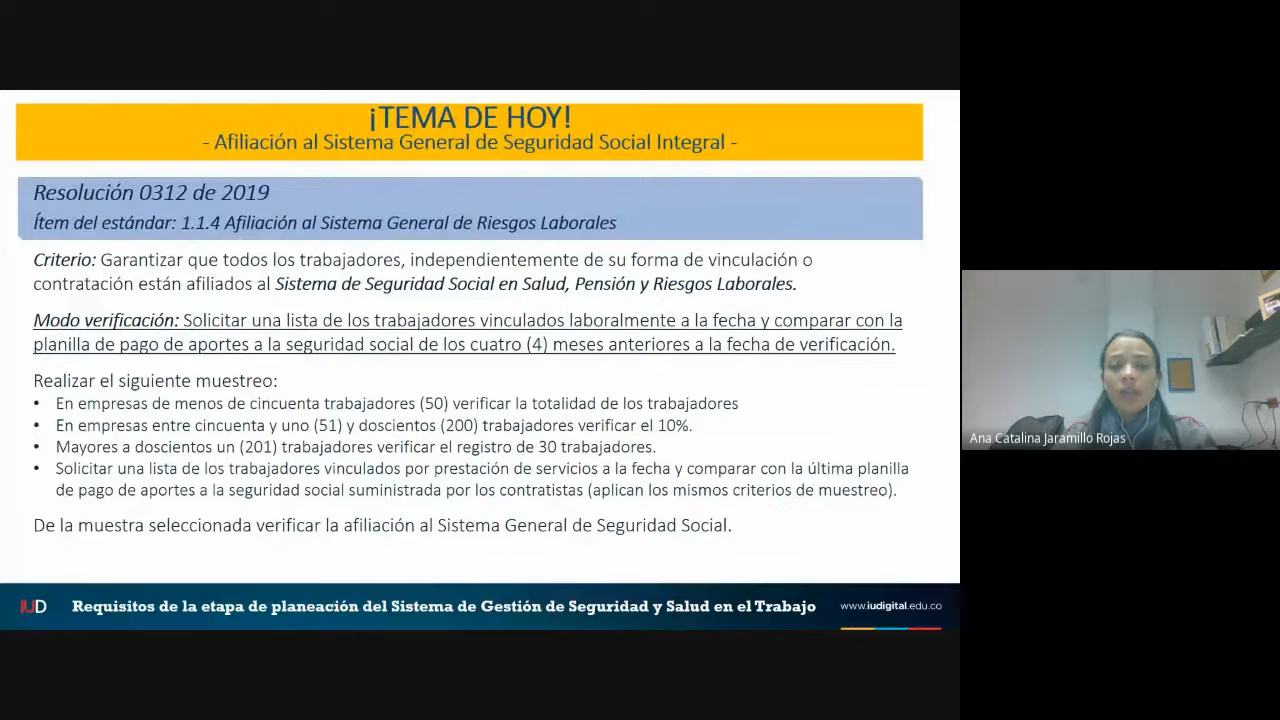 ¡TEMA DE HOY!
- Afiliación al Sistema General de Seguridad Social Integral -
Resolución 0312 de 2019
Ítem del estándar: 1.1.4 Afiliación al Sistema General de Riesgos Laborales
Criterio: Garantizar que todos los trabajadores, independientemente de su forma de vinculación o
contratación están afiliados al Sistema de Seguridad Social en Salud, Pensión y Riesgos Laborales.
Modo verificación: Solicitar una lista de los trabajadores vinculados laboralmente a la fecha y comparar con la
planilla de pago de aportes a la seguridad social de los cuatro (4) meses anteriores a la fecha de verificación.
Realizar el siguiente muestreo:
• En empresas de menos de cincuenta trabajadores (50) verificar la totalidad de los trabajadores
• En empresas entre cincuenta y uno (51) y doscientos (200) trabajadores verificar el 10%.
• Mayores a doscientos un (201) trabajadores verificar el registro de 30 trabajadores.
• Solicitar una lista de los trabajadores vinculados por prestación de servicios a la fecha y comparar con la última planilla
de pago de aportes a la seguridad social suministrada por los contratistas (aplican los mismos criterios de muestreo).
De la muestra seleccionada verificar la afiliación al Sistema General de Seguridad Social.
IUD
Requisitos de la etapa de planeación del Sistema de Gestión de Seguridad y Salud en el Trabajo
www.iudigital.edu.co
Ana Catalina Jaramillo Rojas